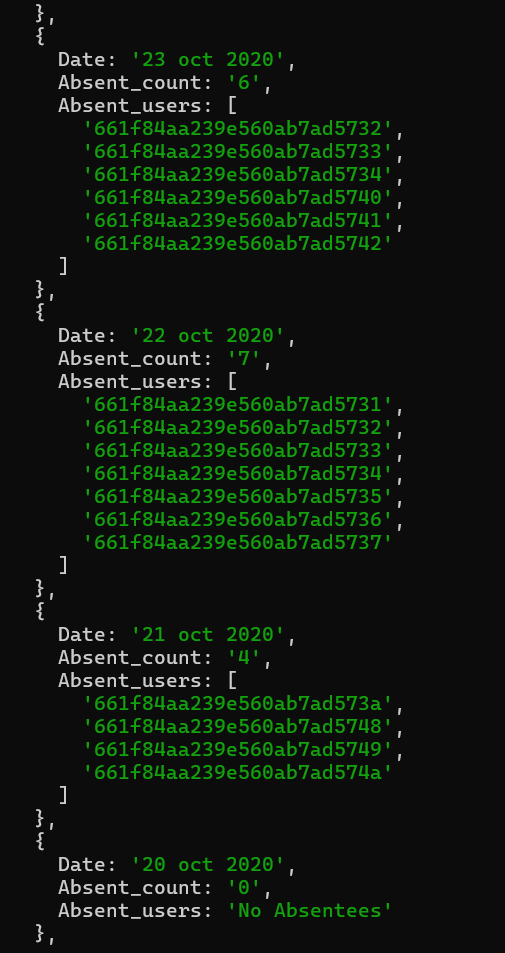 },
{
Date: '23 oct 2020',
Absent_count: '6',
Absent_users: [
'661f84aa239e560ab7ad5732',
'661f84aa239e560ab7ad5733',
'661f84aa239e560ab7ad5734',
'661f84aa239e560ab7ad5740',
'661f84aa239e560ab7ad5741',
'661f84aa239e560ab7ad5742'
]
},
{
Date: '22 oct 2020',
Absent_count: '7',
Absent_users: [
'661f84aa239e560ab7ad5731',
'661f84aa239e560ab7ad5732',
'661f84aa239e560ab7ad5733',
'661f84aa239e560ab7ad5734',
'661f84aa239e560ab7ad5735',
'661f84aa239e560ab7ad5736',
'661f84aa239e560ab7ad5737'
]
},
{
Date: '21 oct 2020',
Absent_count: '4',
Absent_users: [
'661f84aa239e560ab7ad573a',
'661f84aa239e560ab7ad5748',
'661f84aa239e560ab7ad5749',
'661f84aa239e560ab7ad574a'
]
},
{
Date: '20 oct 2020',
Absent_count: '0',
Absent_users: 'No Absentees'
},